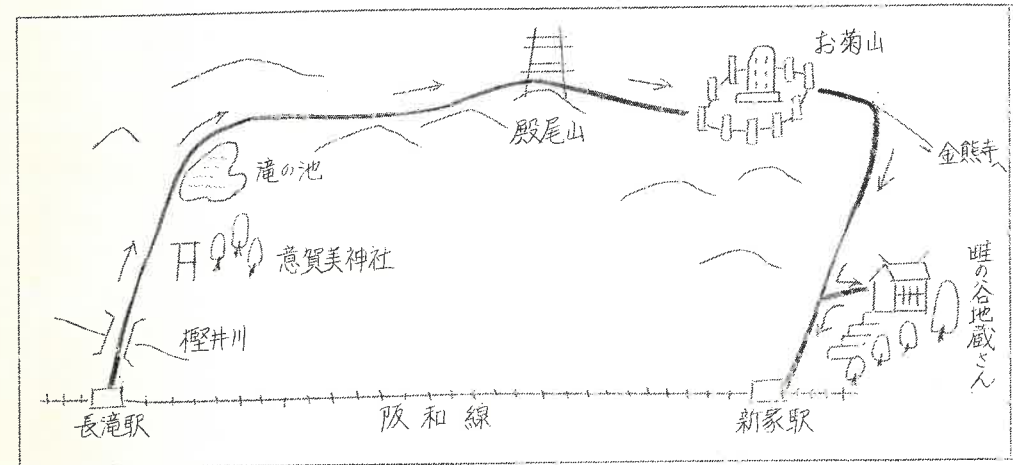 お菊山
殿尾山
金熊寺へ
滝の池
意賀美神社
樫井川
畦の谷地蔵さん
長滝駅
阪和線
新家駅